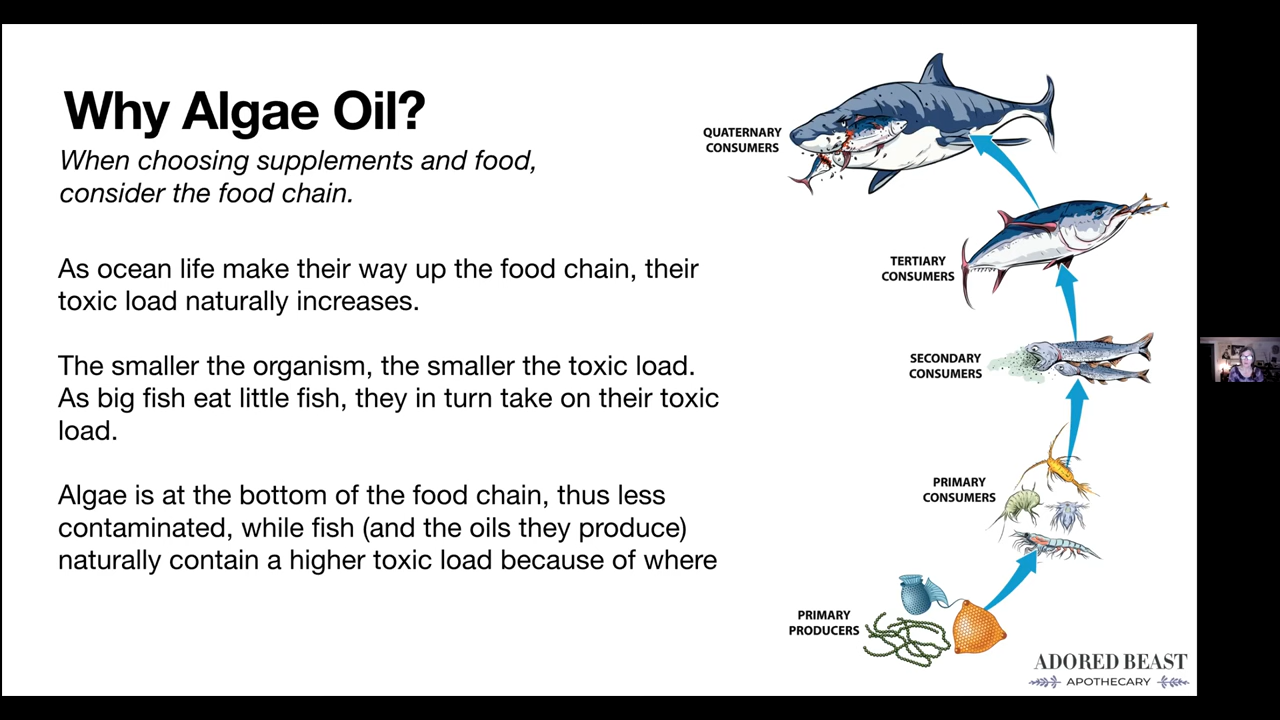 Why Algae Oil?
When choosing supplements and food,
consider the food chain.
As ocean life make their way up the food chain, their
toxic load naturally increases.
The smaller the organism, the smaller the toxic load.
As big fish eat little fish, they in turn take on their toxic
load.
Algae is at the bottom of the food chain, thus less
contaminated, while fish (and the oils they produce)
naturally contain a higher toxic load because of where
QUATERNARY
CONSUMERS
TERTIARY
CONSUMERS
SECONDARY
CONSUMERS
PRIMARY
CONSUMERS
PRIMARY
PRODUCERS
ADORED BEAST
APOTHECARY